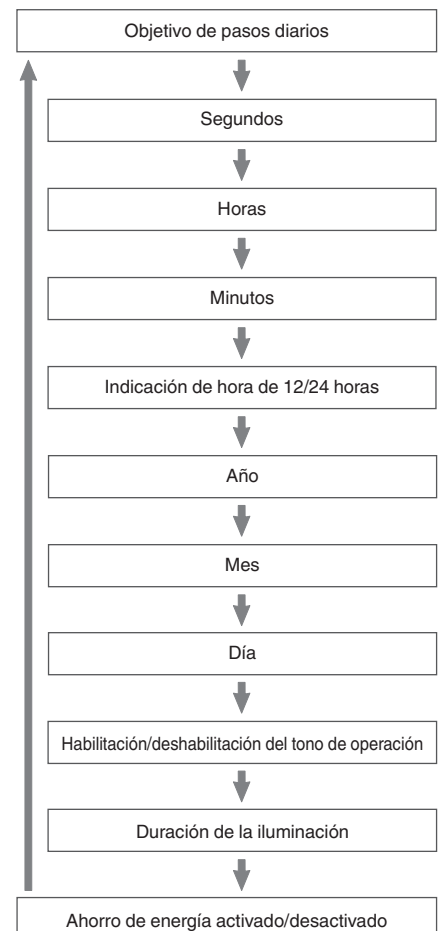 Objetivo de pasos diarios
Segundos
Horas
Minutos
Indicación de hora de 12/24 horas
Año
Mes
Día
Habilitación/deshabilitación del tono de operación
Duración de la iluminación
Ahorro de energía activado/desactivado